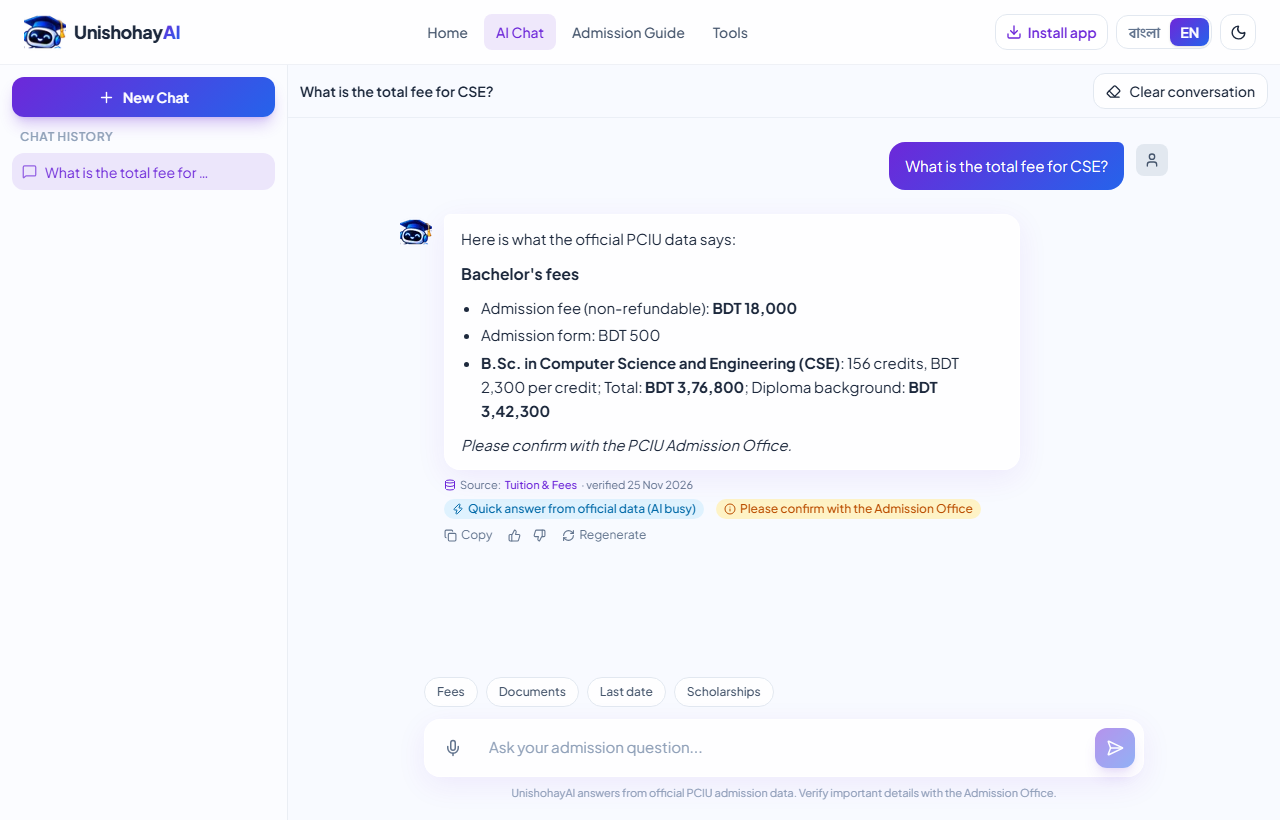 UnishohayAI
Home
AI Chat
Admission Guide
Tools
Install app
বাংলা
EN
New Chat
CHAT HISTORY
What is the total fee for ...
What is the total fee for CSE?
Clear conversation
What is the total fee for CSE?
Here is what the official PCIU data says:
Bachelor's fees
• Admission fee (non-refundable): BDT 18,000
• Admission form: BDT 500
• B.Sc. in Computer Science and Engineering (CSE): 156 credits, BDT
2,300 per credit; Total: BDT 3,76,800; Diploma background: BDT
3,42,300
Please confirm with the PCIU Admission Office.
Source: Tuition & Fees · verified 25 Nov 2026
Quick answer from official data (AI busy)
Please confirm with the Admission Office
Copy
Regenerate
Fees
Documents
Last date
Scholarships
Ask your admission question...
UnishohayAI answers from official PCIU admission data. Verify important details with the Admission Office.